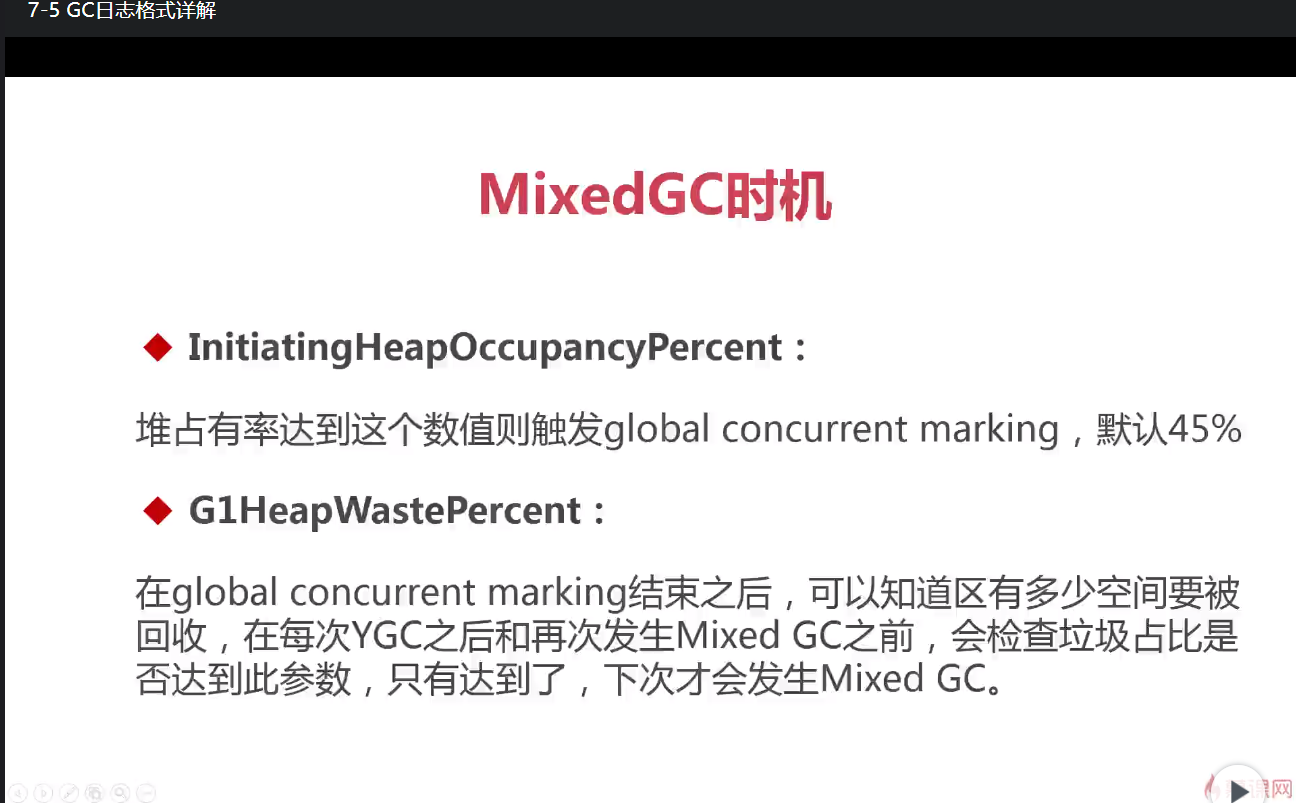 7-5 GC日志格式详解
MixedGC时机
InitiatingHeapOccupancyPercent：
堆占有率达到这个数值则触发global concurrent marking，默认45%
G1HeapWastePercent：
在global concurrent marking结束之后，可以知道区有多少空间要被
回收，在每次YGC之后和再次发生Mixed GC之前，会检查垃圾占比是
否达到此参数，只有达到了，下次才会发生Mixed GC。
课网